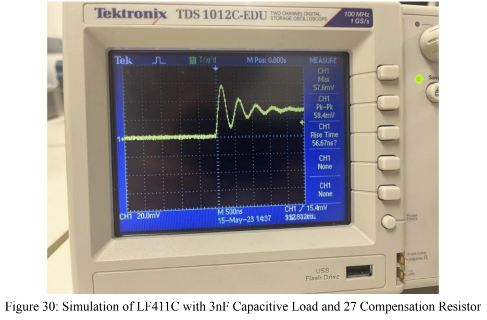 Tektronix TDS 1012C-EDU TWO CHANNEL DIGITAL STORAGE OSCILLOSCOPE 100 MHz 1 GS/s
Tek Trig'd M Pos: 0.000s MEASURE
CH1
Max
57.6mV
CH1
Pk-Pk
58.4mV
CH1
Rise Time
56.67ns?
CH1
None
CH1
None
1
CH1 20.0mV M 500ns CH1 15.4mV
15-May-23 14:37
USB
Flash Drive
Figure 30: Simulation of LF411C with 3nF Capacitive Load and 27 Compensation Resistor